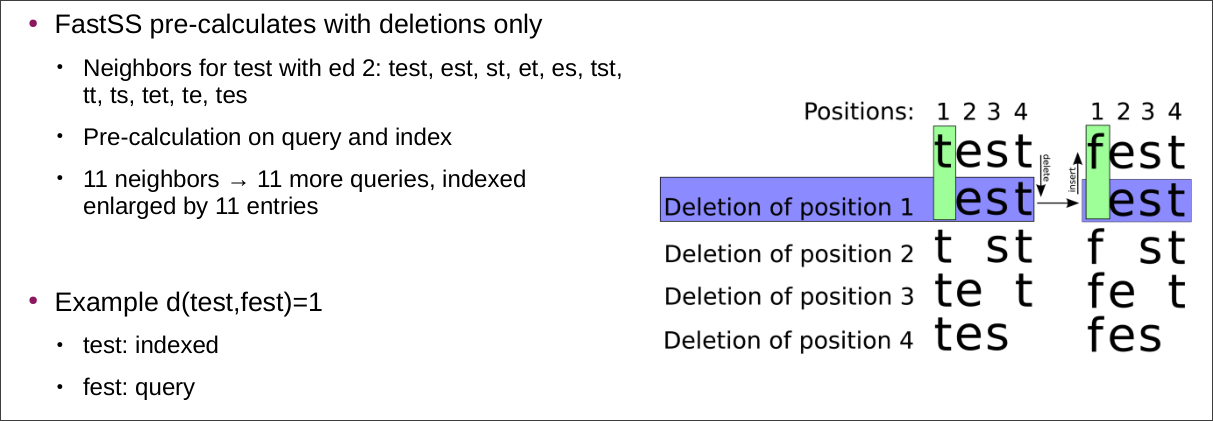 • FastSS pre-calculates with deletions only
• Neighbors for test with ed 2: test, est, st, et, es, tst,
tt, ts, tet, te, tes
• Pre-calculation on query and index
• 11 neighbors → 11 more queries, indexed
enlarged by 11 entries
• Example d(test,fest)=1
• test: indexed
• fest: query
Positions: 1 2 3 4 1 2 3 4
test delete insert fest
Deletion of position 1 est est
Deletion of position 2 t st f st
Deletion of position 3 te t fe t
Deletion of position 4 tes fes